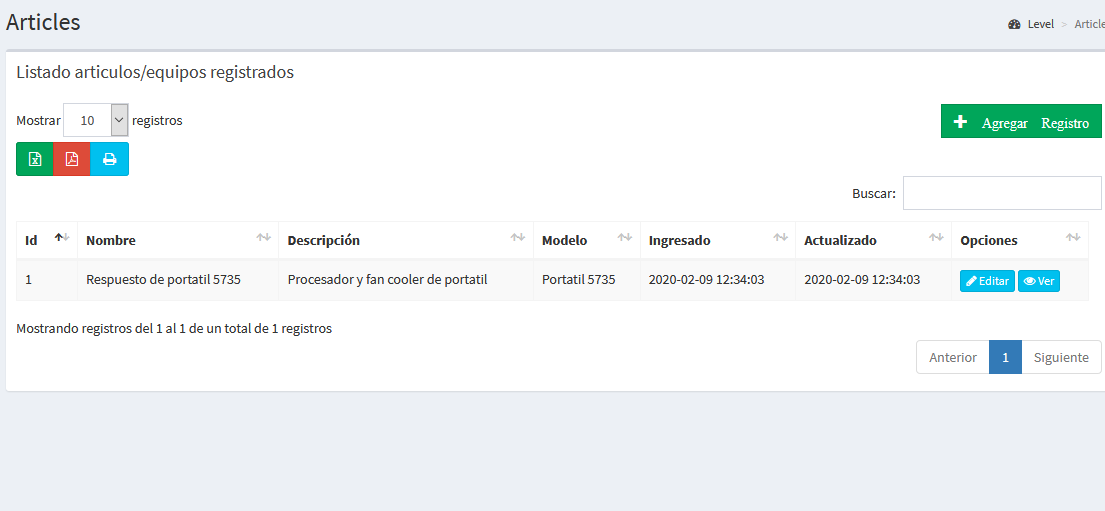 Articles
Level > Article
Listado articulos/equipos registrados
Mostrar 10 registros
Agregar Registro
Buscar:
Id Nombre Descripción Modelo Ingresado Actualizado Opciones
1 Respuesto de portatil 5735 Procesador y fan cooler de portatil Portatil 5735 2020-02-09 12:34:03 2020-02-09 12:34:03 Editar Ver
Mostrando registros del 1 al 1 de un total de 1 registros
Anterior 1 Siguiente